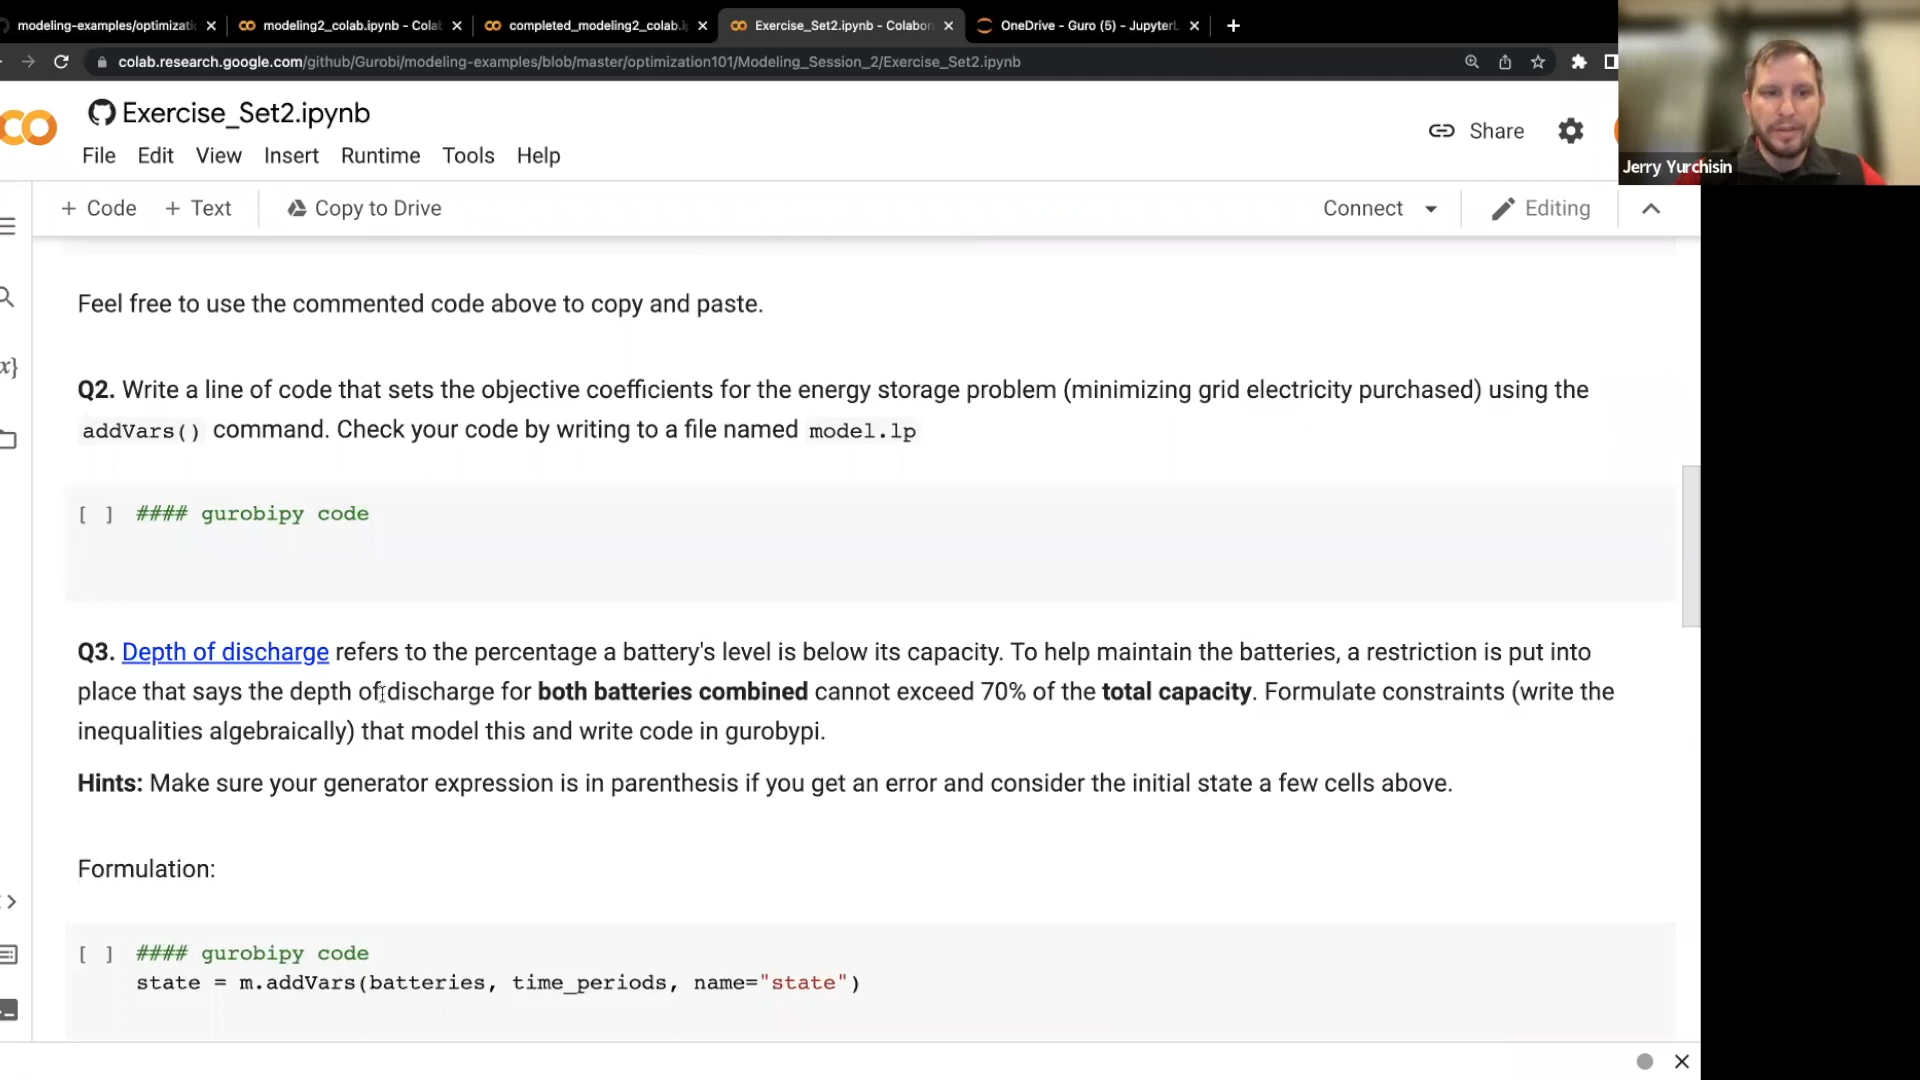 modeling-examples/optimizati
modeling2_colab.ipynb - Colab
completed_modeling2_colab.i
Exercise_Set2.ipynb - Colabor
OneDrive - Guro (5) - JupyterL
colab.research.google.com/github/Gurobi/modeling-examples/blob/master/optimization101/Modeling_Session_2/Exercise_Set2.ipynb
Jerry Yurchisin
Exercise_Set2.ipynb
File Edit View Insert Runtime Tools Help
Share
+ Code + Text Copy to Drive
Connect Editing
Feel free to use the commented code above to copy and paste.
Q2. Write a line of code that sets the objective coefficients for the energy storage problem (minimizing grid electricity purchased) using the
addVars() command. Check your code by writing to a file named model.lp
[ ] #### gurobipy code
Q3. Depth of discharge refers to the percentage a battery's level is below its capacity. To help maintain the batteries, a restriction is put into
place that says the depth of discharge for both batteries combined cannot exceed 70% of the total capacity. Formulate constraints (write the
inequalities algebraically) that model this and write code in gurobypi.
Hints: Make sure your generator expression is in parenthesis if you get an error and consider the initial state a few cells above.
Formulation:
[ ] #### gurobipy code
state = m.addVars(batteries, time_periods, name="state")